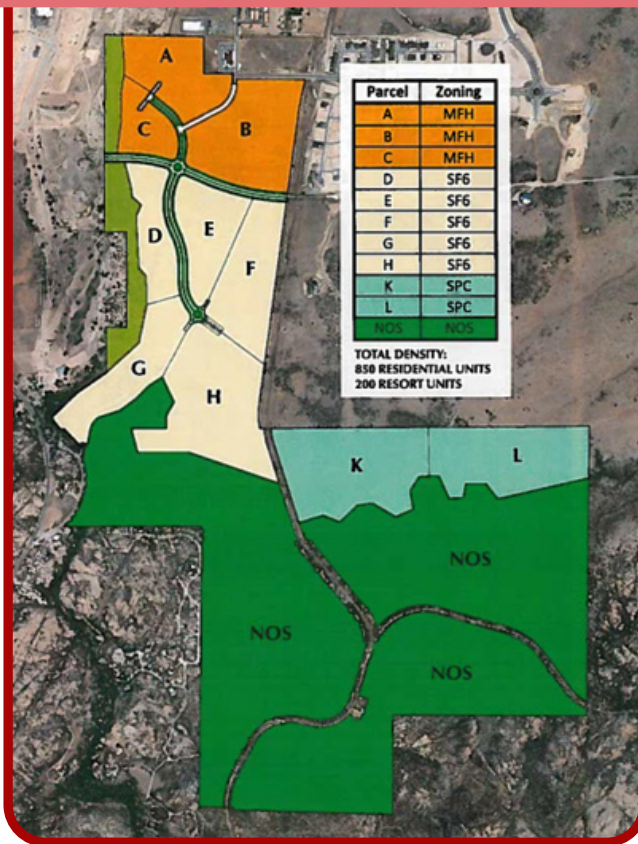 A
C
B
D
E
F
G
H
K
L
NOS
NOS
NOS
Parcel Zoning
A MFH
B MFH
C MFH
D SF6
E SF6
F SF6
G SF6
H SF6
K SPC
L SPC
NOS NOS
TOTAL DENSITY:
850 RESIDENTIAL UNITS
200 RESORT UNITS